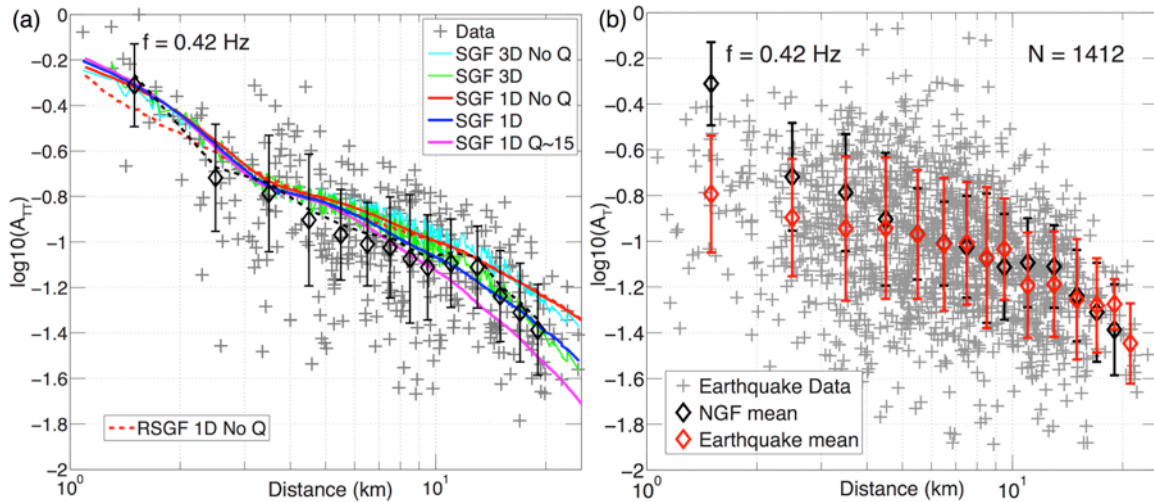 (a)
f = 0.42 Hz
Data
SGF 3D No Q
SGF 3D
SGF 1D No Q
SGF 1D
SGF 1D Q~15
RSGF 1D No Q
log10(A_TT)
0
−0.2
−0.4
−0.6
−0.8
−1
−1.2
−1.4
−1.6
−1.8
−2
10^0
10^1
Distance (km)
(b)
f = 0.42 Hz
N = 1412
Earthquake Data
NGF mean
Earthquake mean
log10(A_T)
0
−0.2
−0.4
−0.6
−0.8
−1
−1.2
−1.4
−1.6
−1.8
−2
10^0
10^1
Distance (km)